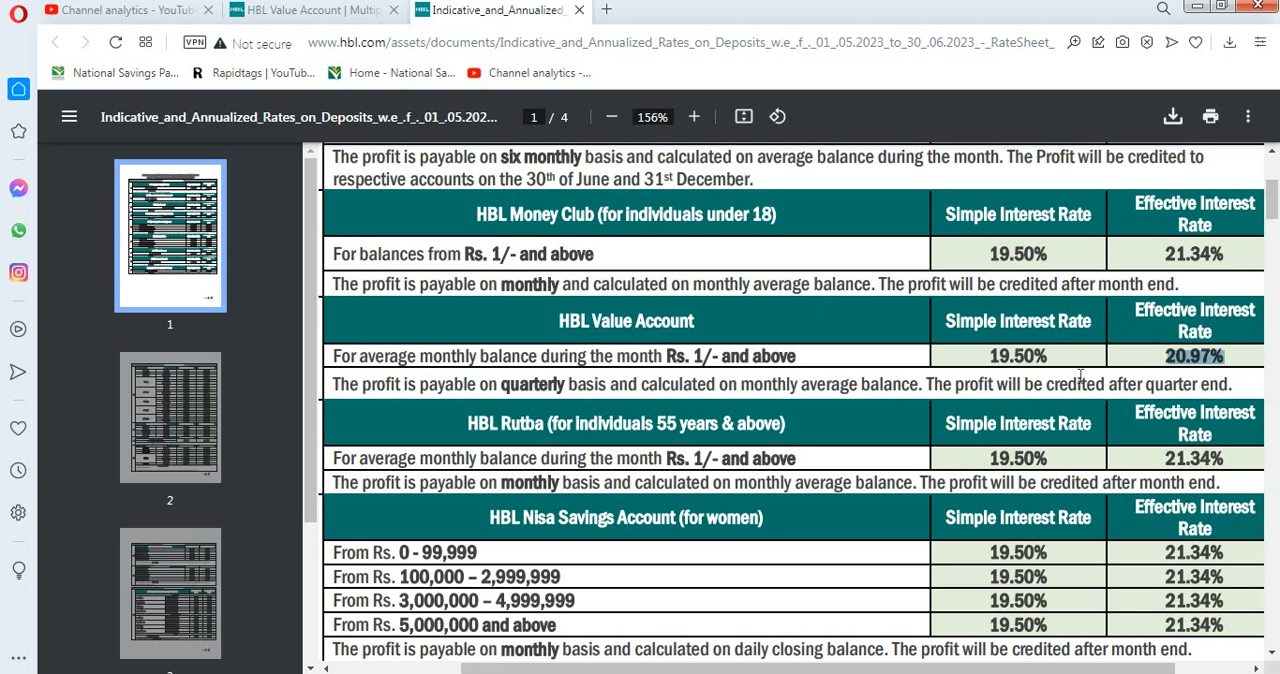 Channel analytics - YouTub
HBL Value Account | Multip
Indicative_and_Annualized_
VPN
Not secure
www.hbl.com/assets/documents/Indicative_and_Annualized_Rates_on_Deposits_w.e_.f_._01_.05.2023_to_30_.06.2023_-_RateSheet_
National Savings Pa...
Rapidtags | YouTub...
Home - National Sa...
Channel analytics -...
Indicative_and_Annualized_Rates_on_Deposits_w.e_.f_._01_.05.202...
1 / 4
156%
The profit is payable on six monthly basis and calculated on average balance during the month. The Profit will be credited to
respective accounts on the 30th of June and 31st December.
HBL Money Club (for individuals under 18) Simple Interest Rate Effective Interest Rate
For balances from Rs. 1/- and above 19.50% 21.34%
The profit is payable on monthly and calculated on monthly average balance. The profit will be credited after month end.
HBL Value Account Simple Interest Rate Effective Interest Rate
For average monthly balance during the month Rs. 1/- and above 19.50% 20.97%
The profit is payable on quarterly basis and calculated on monthly average balance. The profit will be credited after quarter end.
HBL Rutba (for Individuals 55 years & above) Simple Interest Rate Effective Interest Rate
For average monthly balance during the month Rs. 1/- and above 19.50% 21.34%
The profit is payable on monthly basis and calculated on monthly average balance. The profit will be credited after month end.
HBL Nisa Savings Account (for women) Simple Interest Rate Effective Interest Rate
From Rs. 0 - 99,999 19.50% 21.34%
From Rs. 100,000 – 2,999,999 19.50% 21.34%
From Rs. 3,000,000 – 4,999,999 19.50% 21.34%
From Rs. 5,000,000 and above 19.50% 21.34%
The profit is payable on monthly basis and calculated on daily closing balance. The profit will be credited after month end.
1
2